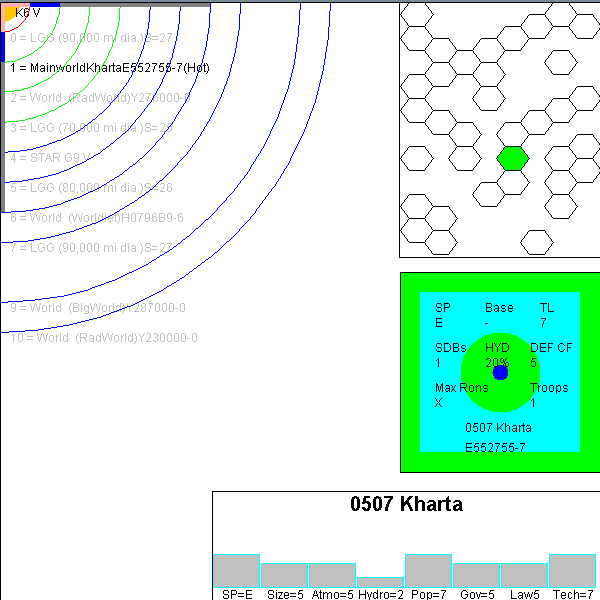 K6 V
0 = LGG (90,000 mi dia.)S=27
1 = MainworldKhartaE552755-7(Hot)
2 = World (RadWorld)Y276000-0
3 = LGG (70,000 mi dia.)S=25
4 = STAR G9 V
5 = LGG (80,000 mi dia.)S=26
6 = World (Worldlet)H0796B9-6
7 = LGG (90,000 mi dia.)S=27
9 = World (BigWorld)Y287000-0
10 = World (RadWorld)Y230000-0
SP Base TL
E - 7
SDBs HYD DEF CF
1 20% 5
Max Rons Troops
X 1
0507 Kharta
E552755-7
0507 Kharta
SP=E Size=5 Atmo=5 Hydro=2 Pop=7 Gov=5 Law5 Tech=7